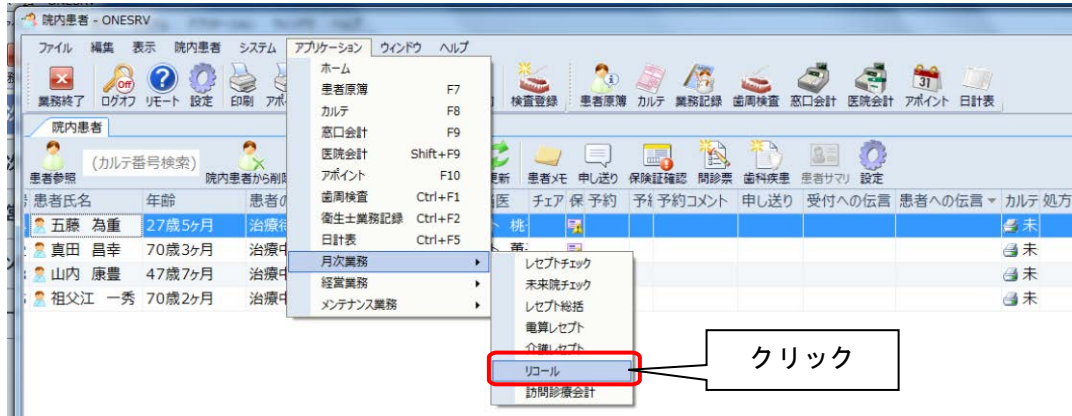 院内患者 - ONESRV
ファイル 編集 表示 院内患者 システム アプリケーション ウィンドウ ヘルプ
業務終了 ログオフ リモート 設定 印刷 検査登録 患者原簿 カルテ 業務記録 歯周検査 窓口会計 医院会計 アポイント 日計表
ホーム
患者原簿 F7
カルテ F8
窓口会計 F9
医院会計 Shift+F9
アポイント F10
歯周検査 Ctrl+F1
衛生士業務記録 Ctrl+F2
日計表 Ctrl+F5
月次業務
経営業務
メンテナンス業務
院内患者
(カルテ番号検索)
患者参照 院内患者から削除 更新 患者メモ 申し送り 保険証確認 問診票 歯科疾患 患者サマリ 設定
患者氏名 年齢 患者の 医 チェア 保 予約 予約コメント 申し送り 受付への伝言 患者への伝言 カルテ 処方
五藤 為重 27歳5ヶ月 治療待 桃 未
真田 昌幸 70歳3ヶ月 治療中 未
山内 康豊 47歳7ヶ月 治療中 未
祖父江 一秀 70歳2ヶ月 治療中 未
レセプトチェック
未来院チェック
レセプト総括
電算レセプト
介護レセプト
リコール
訪問診療会計
クリック